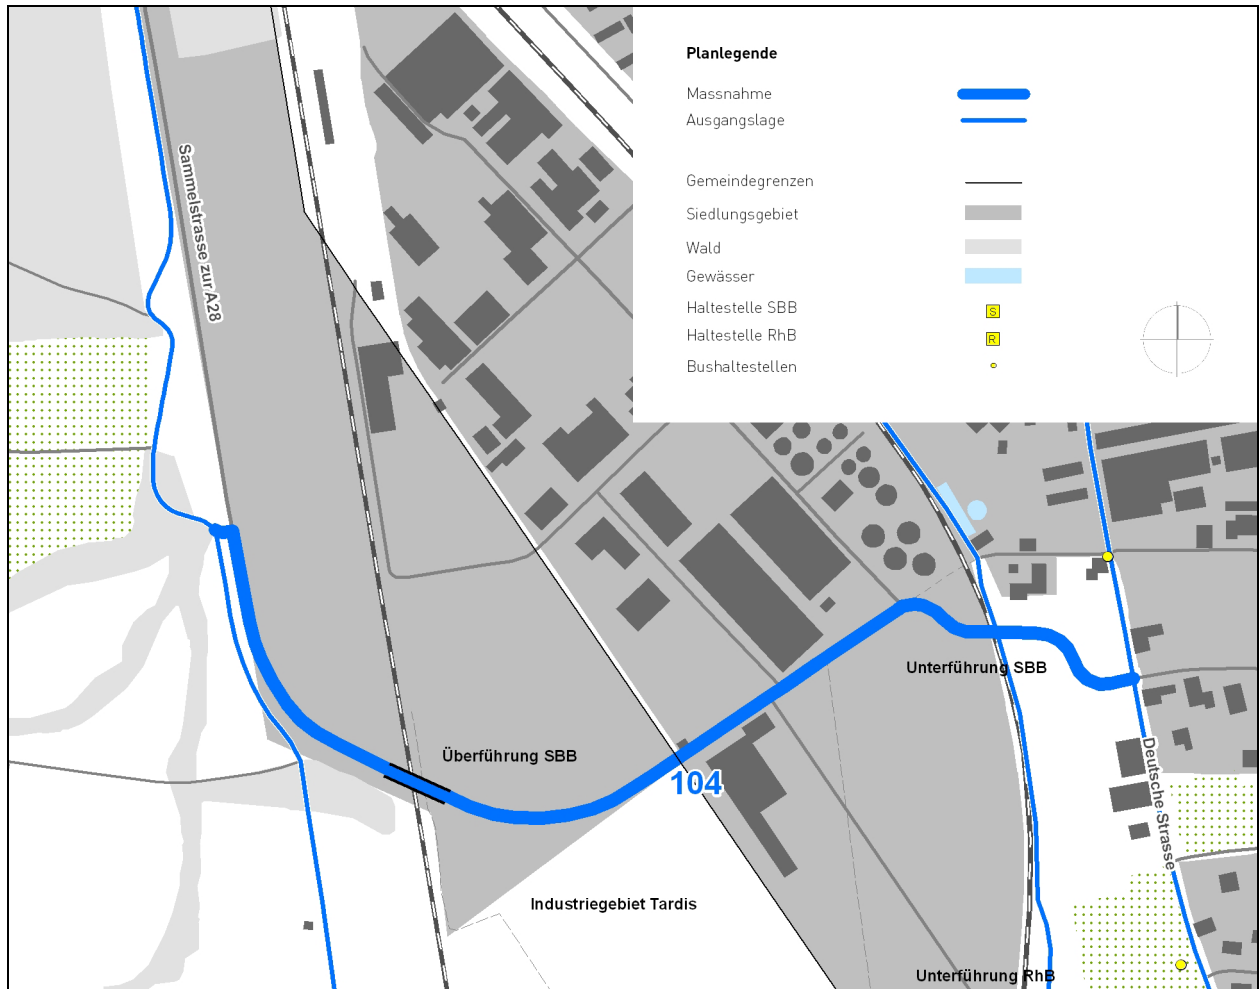 Planlegende
Massnahme
Ausgangslage
Gemeindegrenzen
Siedlungsgebiet
Wald
Gewässer
Haltestelle SBB
S
Haltestelle RhB
R
Bushaltestellen
Sammelstrasse zur A28
Unterführung SBB
Überführung SBB
104
Deutsche Strasse
Industriegebiet Tardis
Unterführung RhB